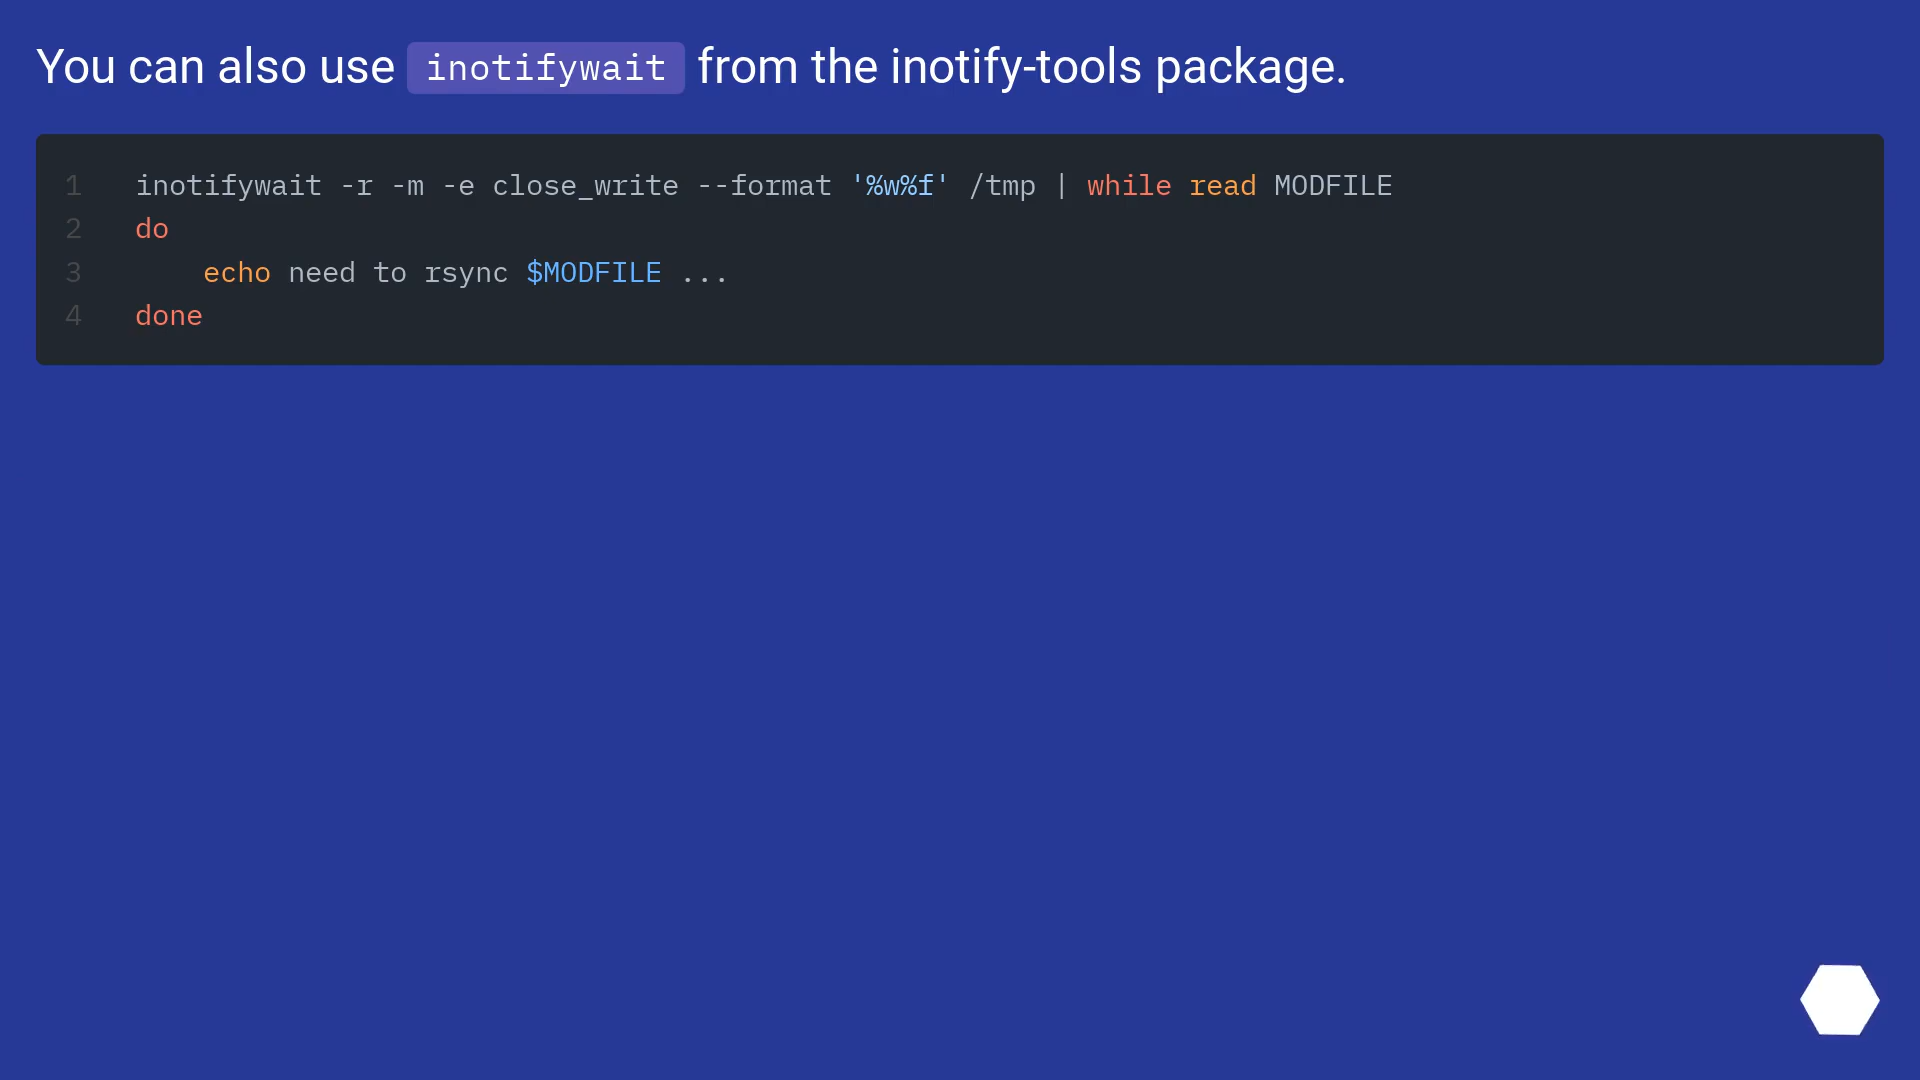 You can also use inotifywait from the inotify-tools package.
1 inotifywait -r -m -e close_write --format '%w%f' /tmp | while read MODFILE
2 do
3     echo need to rsync $MODFILE ...
4 done